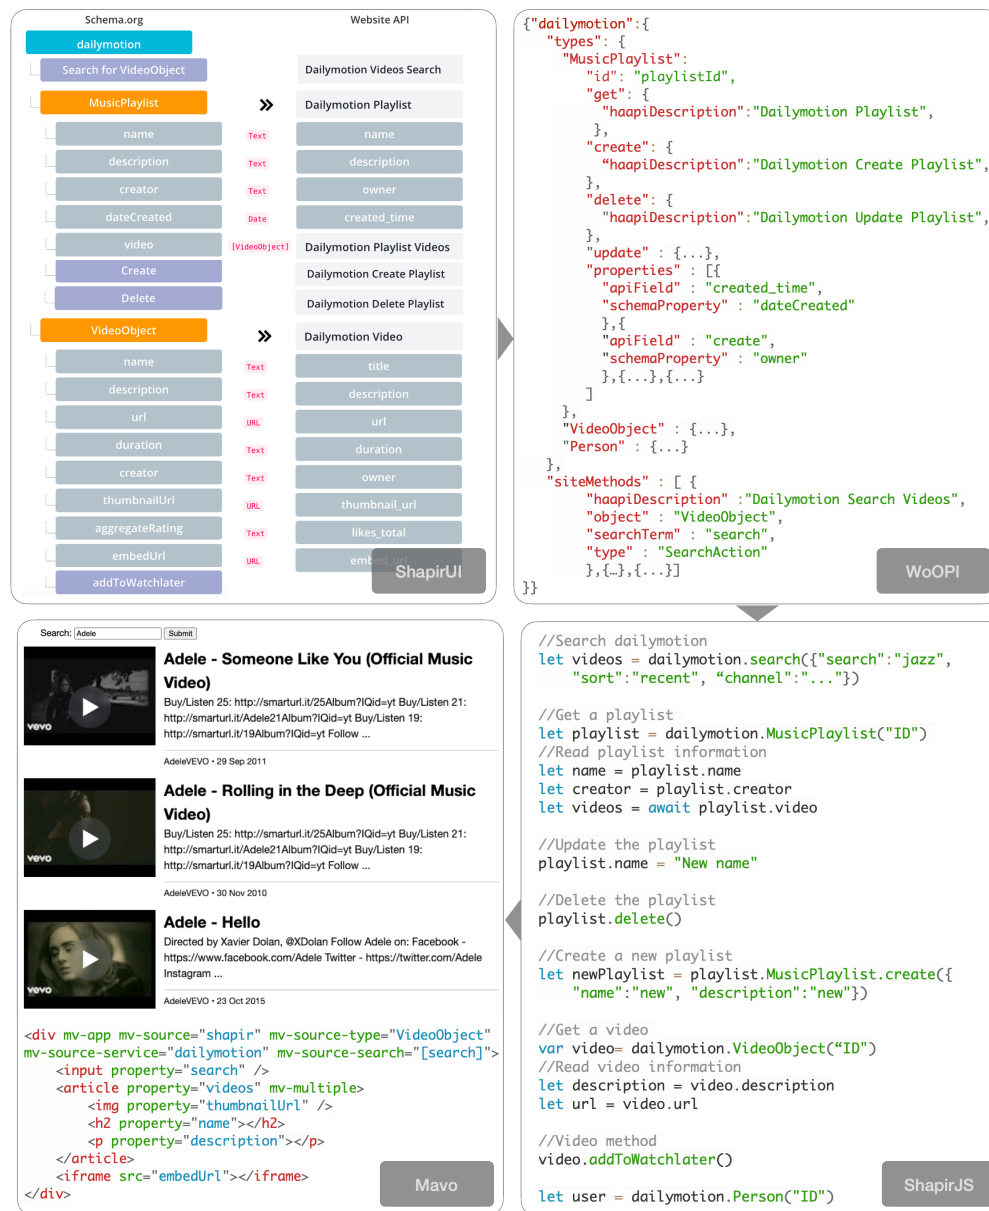 Schema.org Website API
dailymotion
Search for VideoObject Dailymotion Videos Search
MusicPlaylist » Dailymotion Playlist
name Text name
description Text description
creator Text owner
dateCreated Date created_time
video [VideoObject] Dailymotion Playlist Videos
Create Dailymotion Create Playlist
Delete Dailymotion Delete Playlist
VideoObject » Dailymotion Video
name Text title
description Text description
url URL url
duration Text duration
creator Text owner
thumbnailUrl URL thumbnail_url
aggregateRating Text likes_total
embedUrl URL embed_url
addToWatchlater
ShapirUI
{"dailymotion":{
"types": {
"MusicPlaylist":
"id": "playlistId",
"get": {
"haapiDescription":"Dailymotion Playlist",
},
"create": {
“haapiDescription":"Dailymotion Create Playlist",
},
"delete": {
"haapiDescription":"Dailymotion Update Playlist",
},
"update" : {...},
"properties" : [{
"apiField" : "created_time",
"schemaProperty" : "dateCreated"
},{
"apiField" : "create",
"schemaProperty" : "owner"
},{...},{...}
]
},
"VideoObject" : {...},
"Person" : {...}
},
"siteMethods" : [ {
"haapiDescription" :"Dailymotion Search Videos",
"object" : "VideoObject",
"searchTerm" : "search",
"type" : "SearchAction"
},{…},{...}]
}}
WoOPI
Search: Adele Submit
Adele - Someone Like You (Official Music
Video)
Buy/Listen 25: http://smarturl.it/25Album?IQid=yt Buy/Listen 21:
http://smarturl.it/Adele21Album?IQid=yt Buy/Listen 19:
http://smarturl.it/19Album?IQid=yt Follow ...
vevo
AdeleVEVO • 29 Sep 2011
Adele - Rolling in the Deep (Official Music
Video)
Buy/Listen 25: http://smarturl.it/25Album?IQid=yt Buy/Listen 21:
http://smarturl.it/Adele21Album?IQid=yt Buy/Listen 19:
http://smarturl.it/19Album?IQid=yt Follow ...
vevo
AdeleVEVO • 30 Nov 2010
Adele - Hello
Directed by Xavier Dolan, @XDolan Follow Adele on: Facebook -
https://www.facebook.com/Adele Twitter - https://twitter.com/Adele
Instagram ...
vevo
AdeleVEVO • 23 Oct 2015
<div mv-app mv-source="shapir" mv-source-type="VideoObject"
mv-source-service="dailymotion" mv-source-search="[search]">
<input property="search" />
<article property="videos" mv-multiple>
<img property="thumbnailUrl" />
<h2 property="name"></h2>
<p property="description"></p>
</article>
<iframe src="embedUrl"></iframe>
</div>
Mavo
//Search dailymotion
let videos = dailymotion.search({"search":"jazz",
"sort":"recent", “channel":"..."})
//Get a playlist
let playlist = dailymotion.MusicPlaylist("ID")
//Read playlist information
let name = playlist.name
let creator = playlist.creator
let videos = await playlist.video
//Update the playlist
playlist.name = "New name"
//Delete the playlist
playlist.delete()
//Create a new playlist
let newPlaylist = playlist.MusicPlaylist.create({
"name":"new", "description":"new"})
//Get a video
var video= dailymotion.VideoObject(“ID")
//Read video information
let description = video.description
let url = video.url
//Video method
video.addToWatchlater()
let user = dailymotion.Person("ID")
ShapirJS